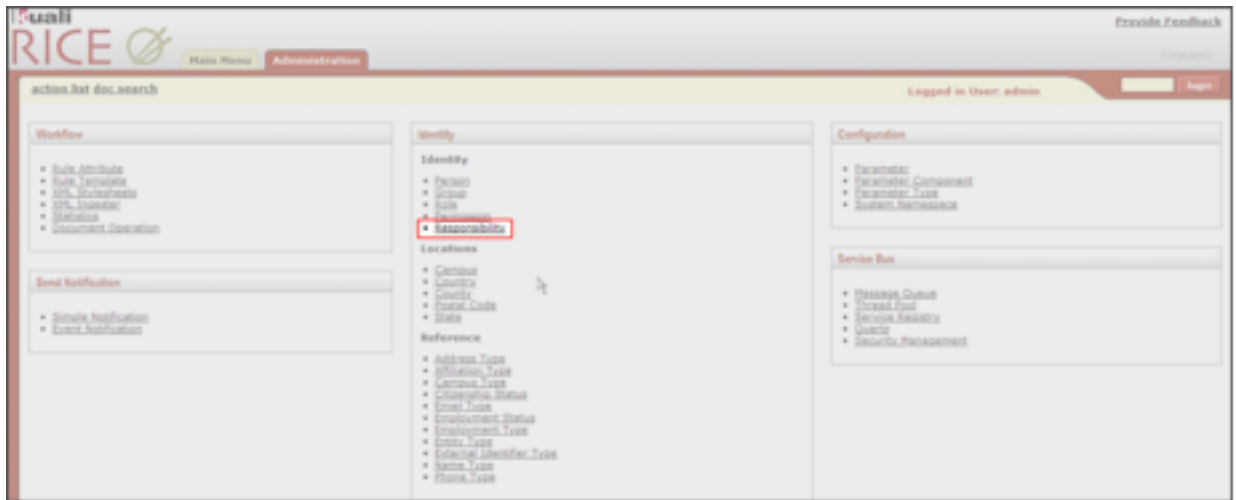 Kuali
Provide Feedback
RICE
Main Menu
Administration
action list doc search
Logged in User: admin
login
Workflow
Rule Attribute
Rule Template
XML Stylesheets
XML Ingester
Statistics
Document Operation
Send Notification
Simple Notification
Event Notification
Identity
Identity
Person
Group
Role
Permission
Responsibility
Locations
Campus
Country
County
Postal Code
State
Reference
Address Type
Affiliation Type
Campus Type
Citizenship Status
Email Type
Employment Status
Employment Type
Entity Type
External Identifier Type
Name Type
Phone Type
Configuration
Parameter
Parameter Component
Parameter Type
System Namespace
Service Bus
Message Queue
Thread Pool
Service Registry
Quartz
Security Management